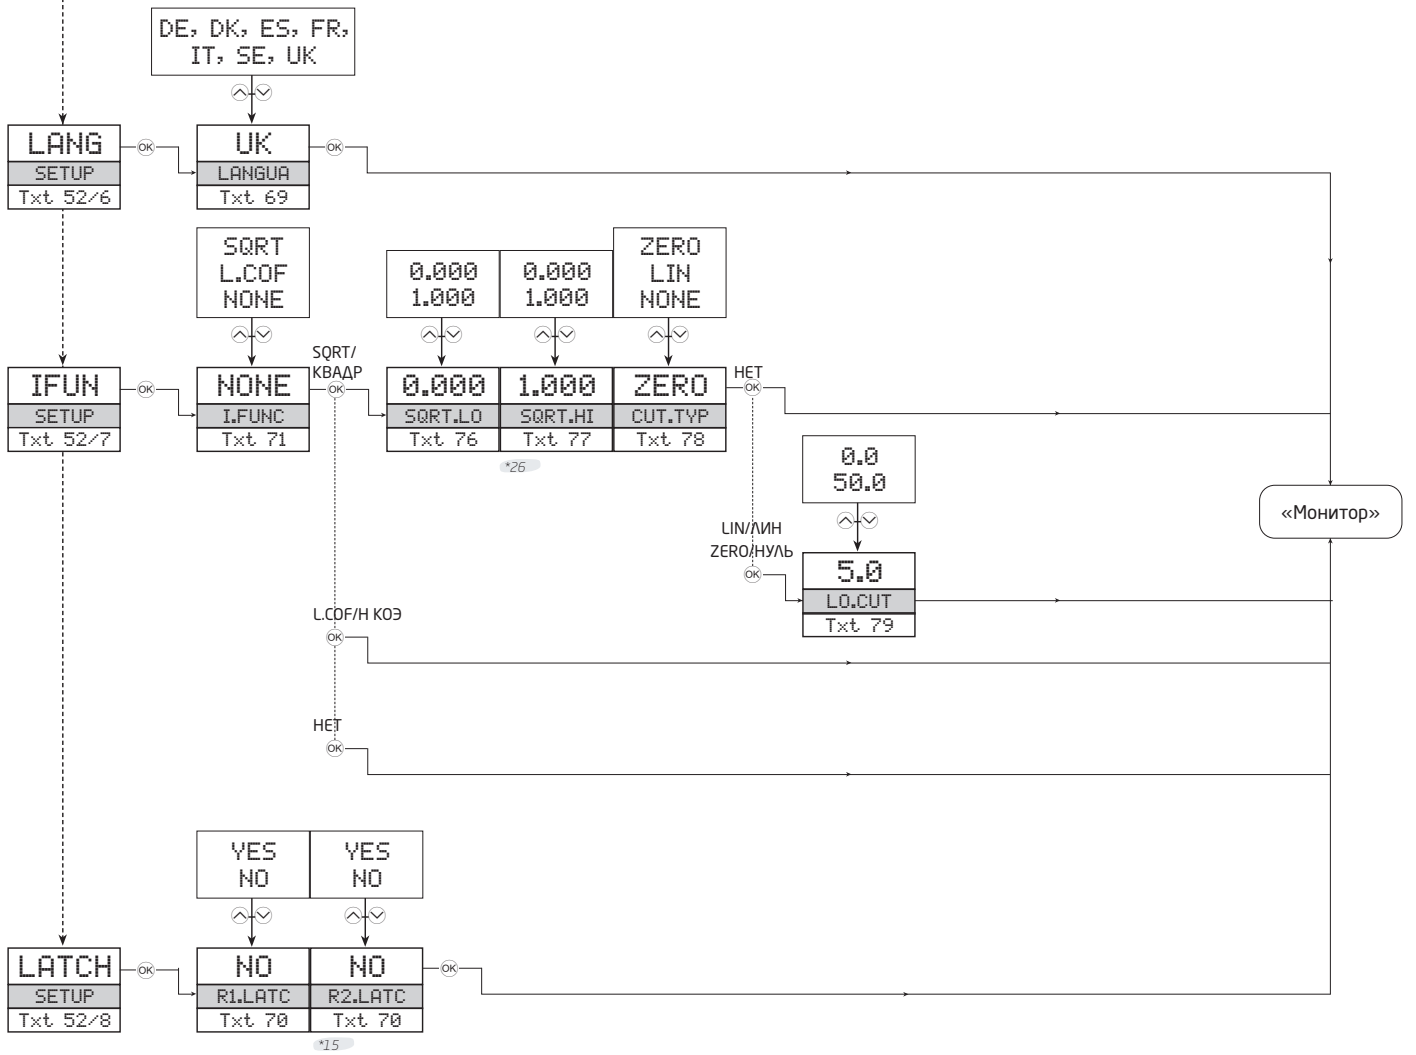 DE, DK, ES, FR,
IT, SE, UK
LANG
SETUP
Txt 52/6
OK
UK
LANGUA
Txt 69
OK
SQRT
L.COF
NONE
0.000
1.000
0.000
1.000
ZERO
LIN
NONE
IFUN
SETUP
Txt 52/7
OK
NONE
I.FUNC
Txt 71
SQRT/
КВАДР
OK
0.000
SQRT.LO
Txt 76
1.000
SQRT.HI
Txt 77
*26
ZERO
CUT.TYP
Txt 78
НЕТ
OK
0.0
50.0
LIN/ЛИН
ZERO/НУЛЬ
OK
5.0
LO.CUT
Txt 79
«Монитор»
L.COF/Н КОЭ
OK
НЕТ
OK
YES
NO
YES
NO
LATCH
SETUP
Txt 52/8
OK
NO
R1.LATC
Txt 70
NO
R2.LATC
Txt 70
OK
*15